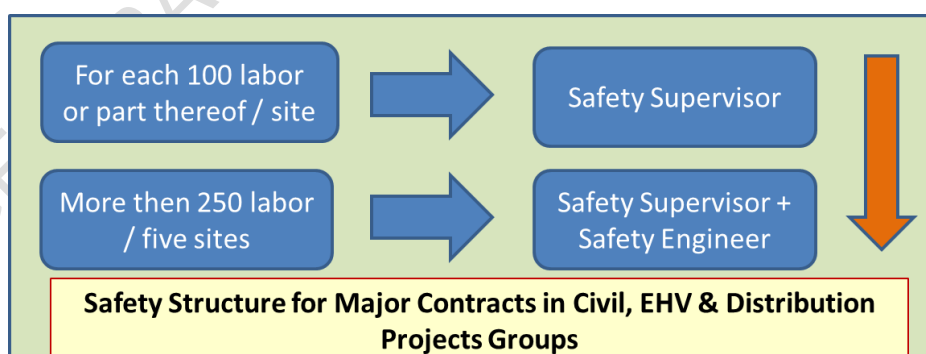 For each 100 labor
or part thereof / site
Safety Supervisor
More then 250 labor
/ five sites
Safety Supervisor +
Safety Engineer
Safety Structure for Major Contracts in Civil, EHV & Distribution
Projects Groups